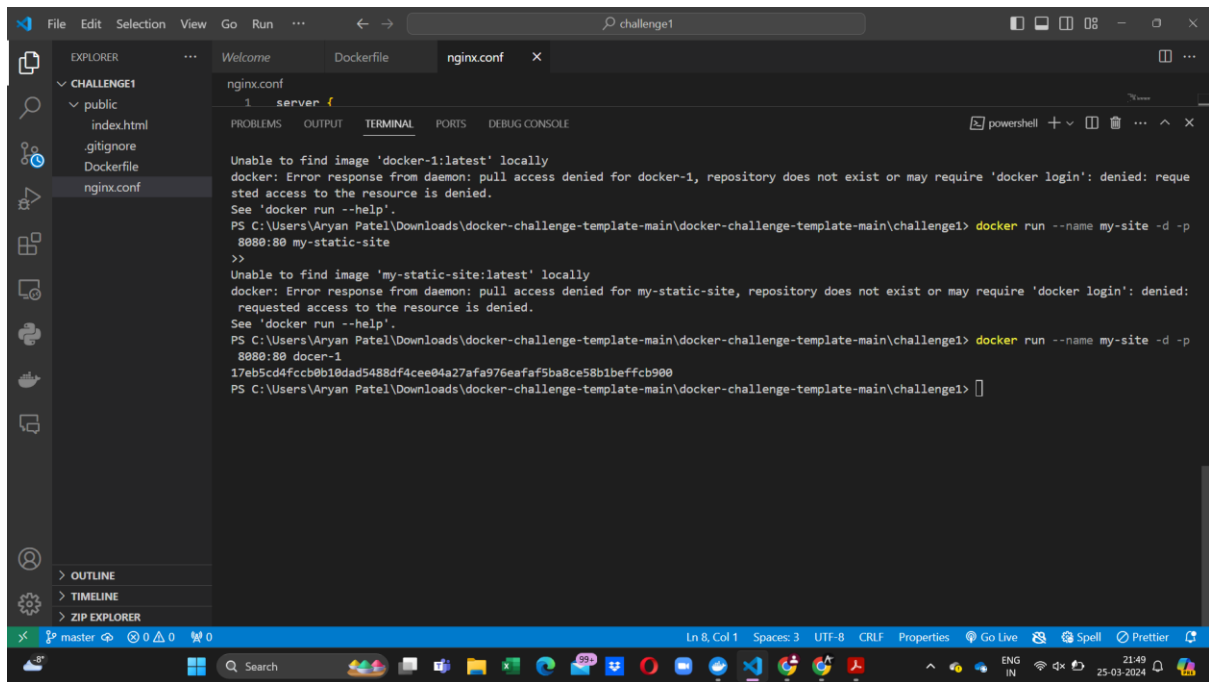 File Edit Selection View Go Run ··· ← → challenge1
EXPLORER ···
Welcome Dockerfile nginx.conf ×
CHALLENGE1
public
index.html
.gitignore
Dockerfile
nginx.conf
nginx.conf
1 server {
PROBLEMS OUTPUT TERMINAL PORTS DEBUG CONSOLE powershell
Unable to find image 'docker-1:latest' locally
docker: Error response from daemon: pull access denied for docker-1, repository does not exist or may require 'docker login': denied: reque
sted access to the resource is denied.
See 'docker run --help'.
PS C:\Users\Aryan Patel\Downloads\docker-challenge-template-main\docker-challenge-template-main\challenge1> docker run --name my-site -d -p
8080:80 my-static-site
>>
Unable to find image 'my-static-site:latest' locally
docker: Error response from daemon: pull access denied for my-static-site, repository does not exist or may require 'docker login': denied:
requested access to the resource is denied.
See 'docker run --help'.
PS C:\Users\Aryan Patel\Downloads\docker-challenge-template-main\docker-challenge-template-main\challenge1> docker run --name my-site -d -p
8080:80 docer-1
17eb5cd4fccb0b10dad5488df4cee04a27afa976eafaf5ba8ce58b1beffcb900
PS C:\Users\Aryan Patel\Downloads\docker-challenge-template-main\docker-challenge-template-main\challenge1>
OUTLINE
TIMELINE
ZIP EXPLORER
master 0 0 0 Ln 8, Col 1 Spaces: 3 UTF-8 CRLF Properties Go Live Spell Prettier
-8° Search 99+ ENG IN 21:49 25-03-2024